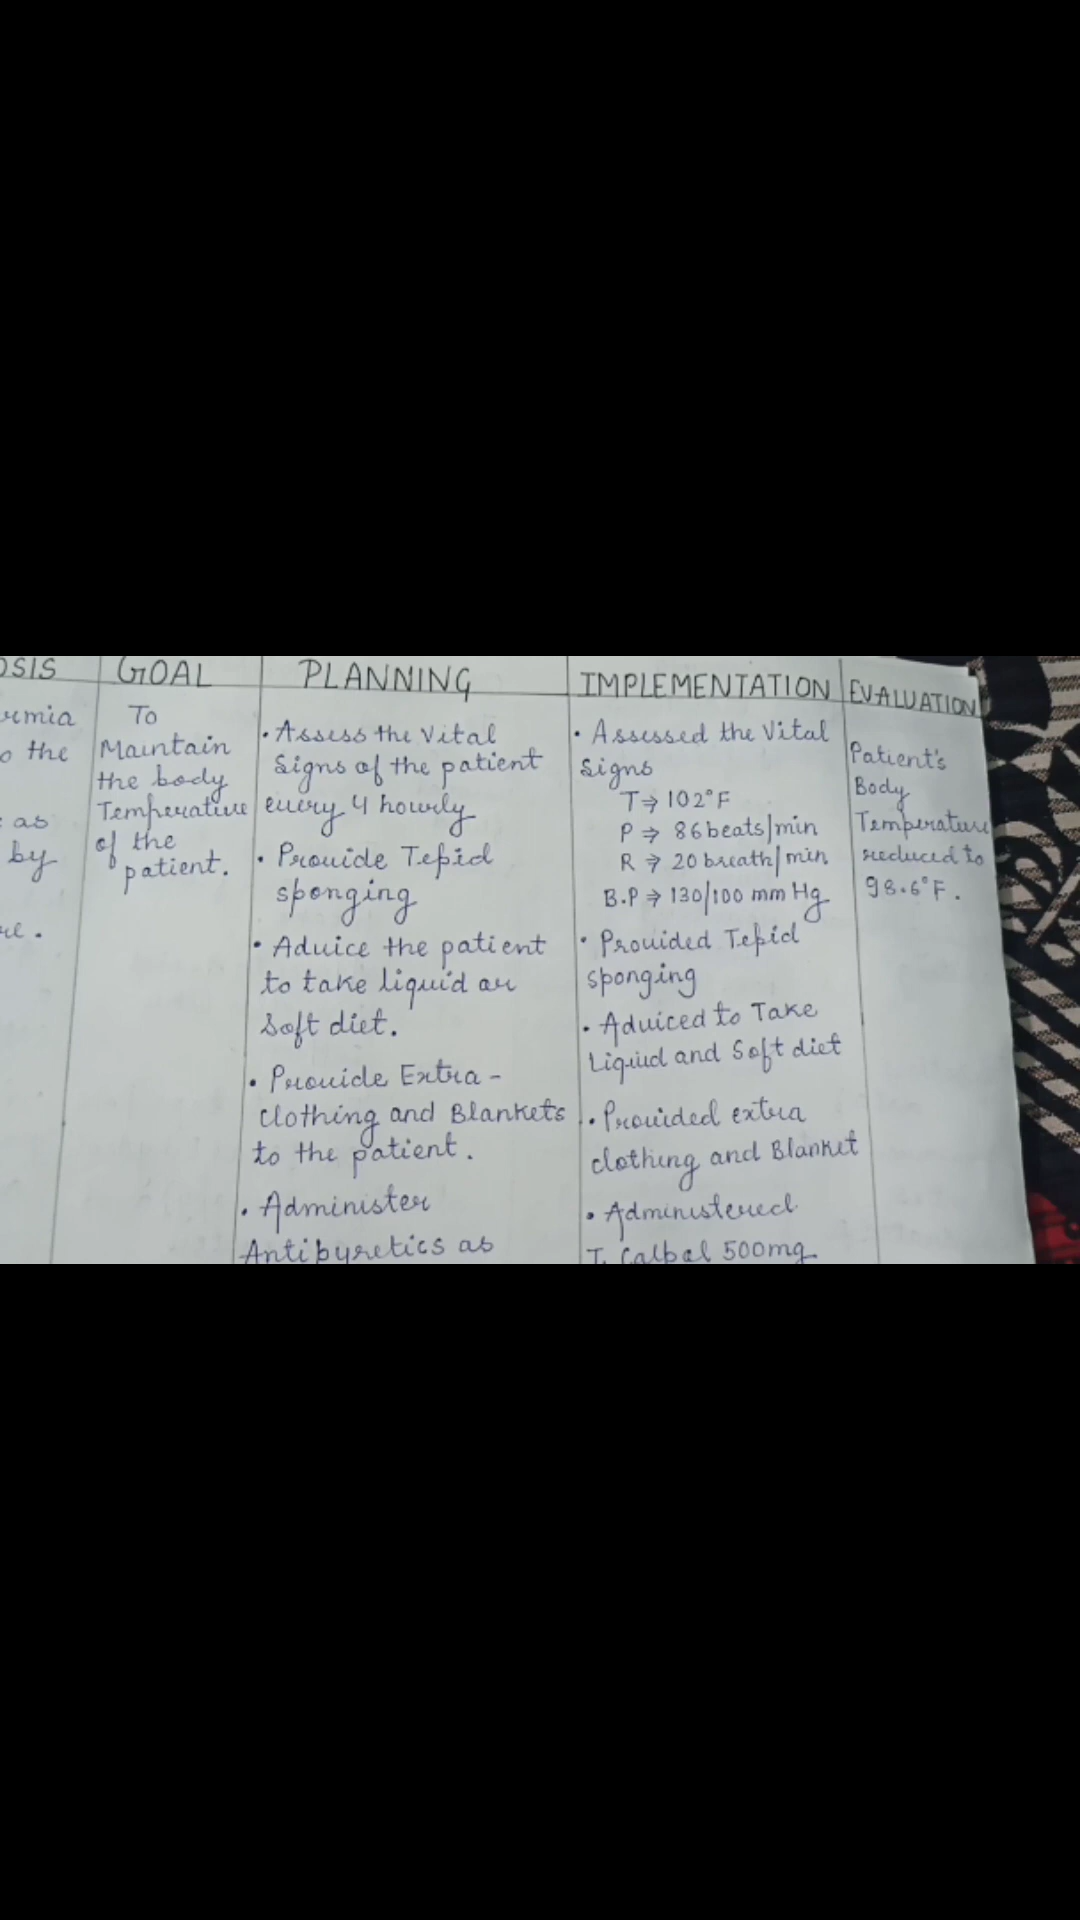 OSIS
ermia
o the
as
by
re.
GOAL
To
Maintain
the body
Temperature
of the
patient.
PLANNING
• Assess the Vital
Signs of the patient
every 4 hourly
• Provide Tepid
sponging
• Advice the patient
to take liquid or
Soft diet.
• Provide Extra-
clothing and Blankets
to the patient.
• Administer
Antipyretics as
IMPLEMENTATION
• Assessed the Vital
Signs
T → 102°F
P → 86 beats/min
R → 20 breath/min
B.P → 130/100 mm Hg
• Provided Tepid
sponging
• Adviced to Take
Liquid and Soft diet
• Provided extra
clothing and Blanket
• Administered
T. Calpal 500mg
EVALUATION
Patient's
Body
Temperature
reduced to
98.6°F.